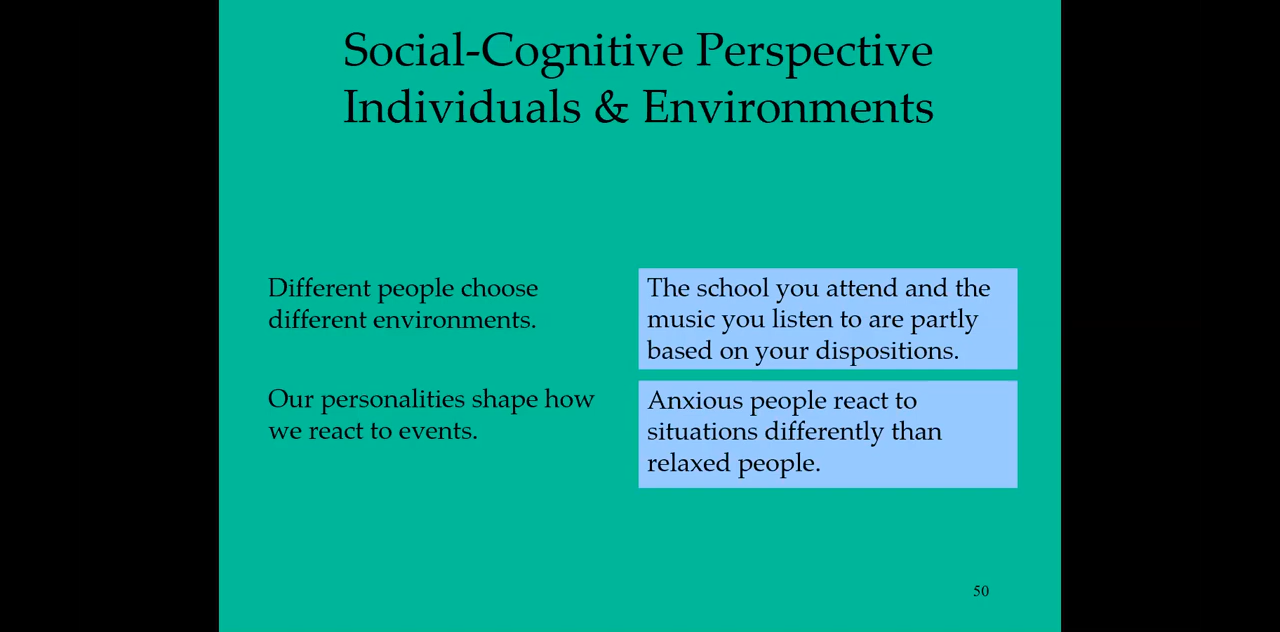 Social-Cognitive Perspective
Individuals & Environments
Different people choose
different environments.
The school you attend and the
music you listen to are partly
based on your dispositions.
Our personalities shape how
we react to events.
Anxious people react to
situations differently than
relaxed people.
50